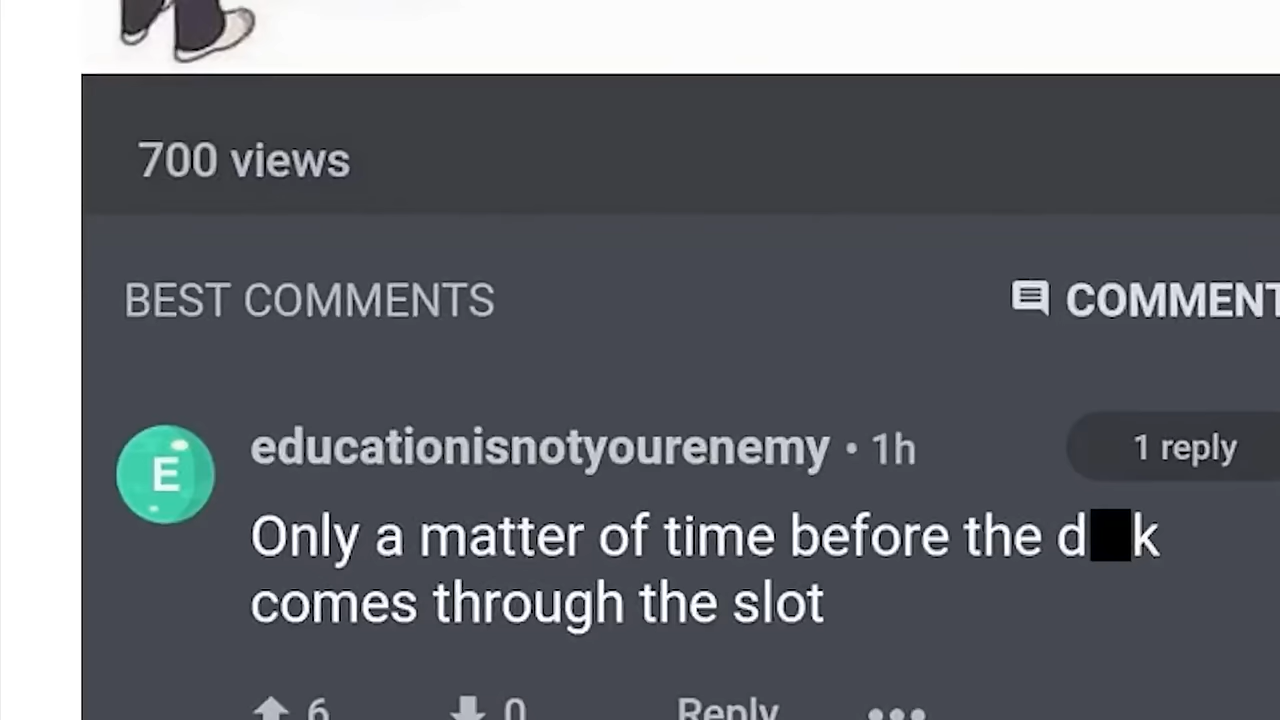 700 views
BEST COMMENTS
COMMENT
E
educationisnotyourenemy • 1h
1 reply
Only a matter of time before the d██k
comes through the slot
6
0
Reply